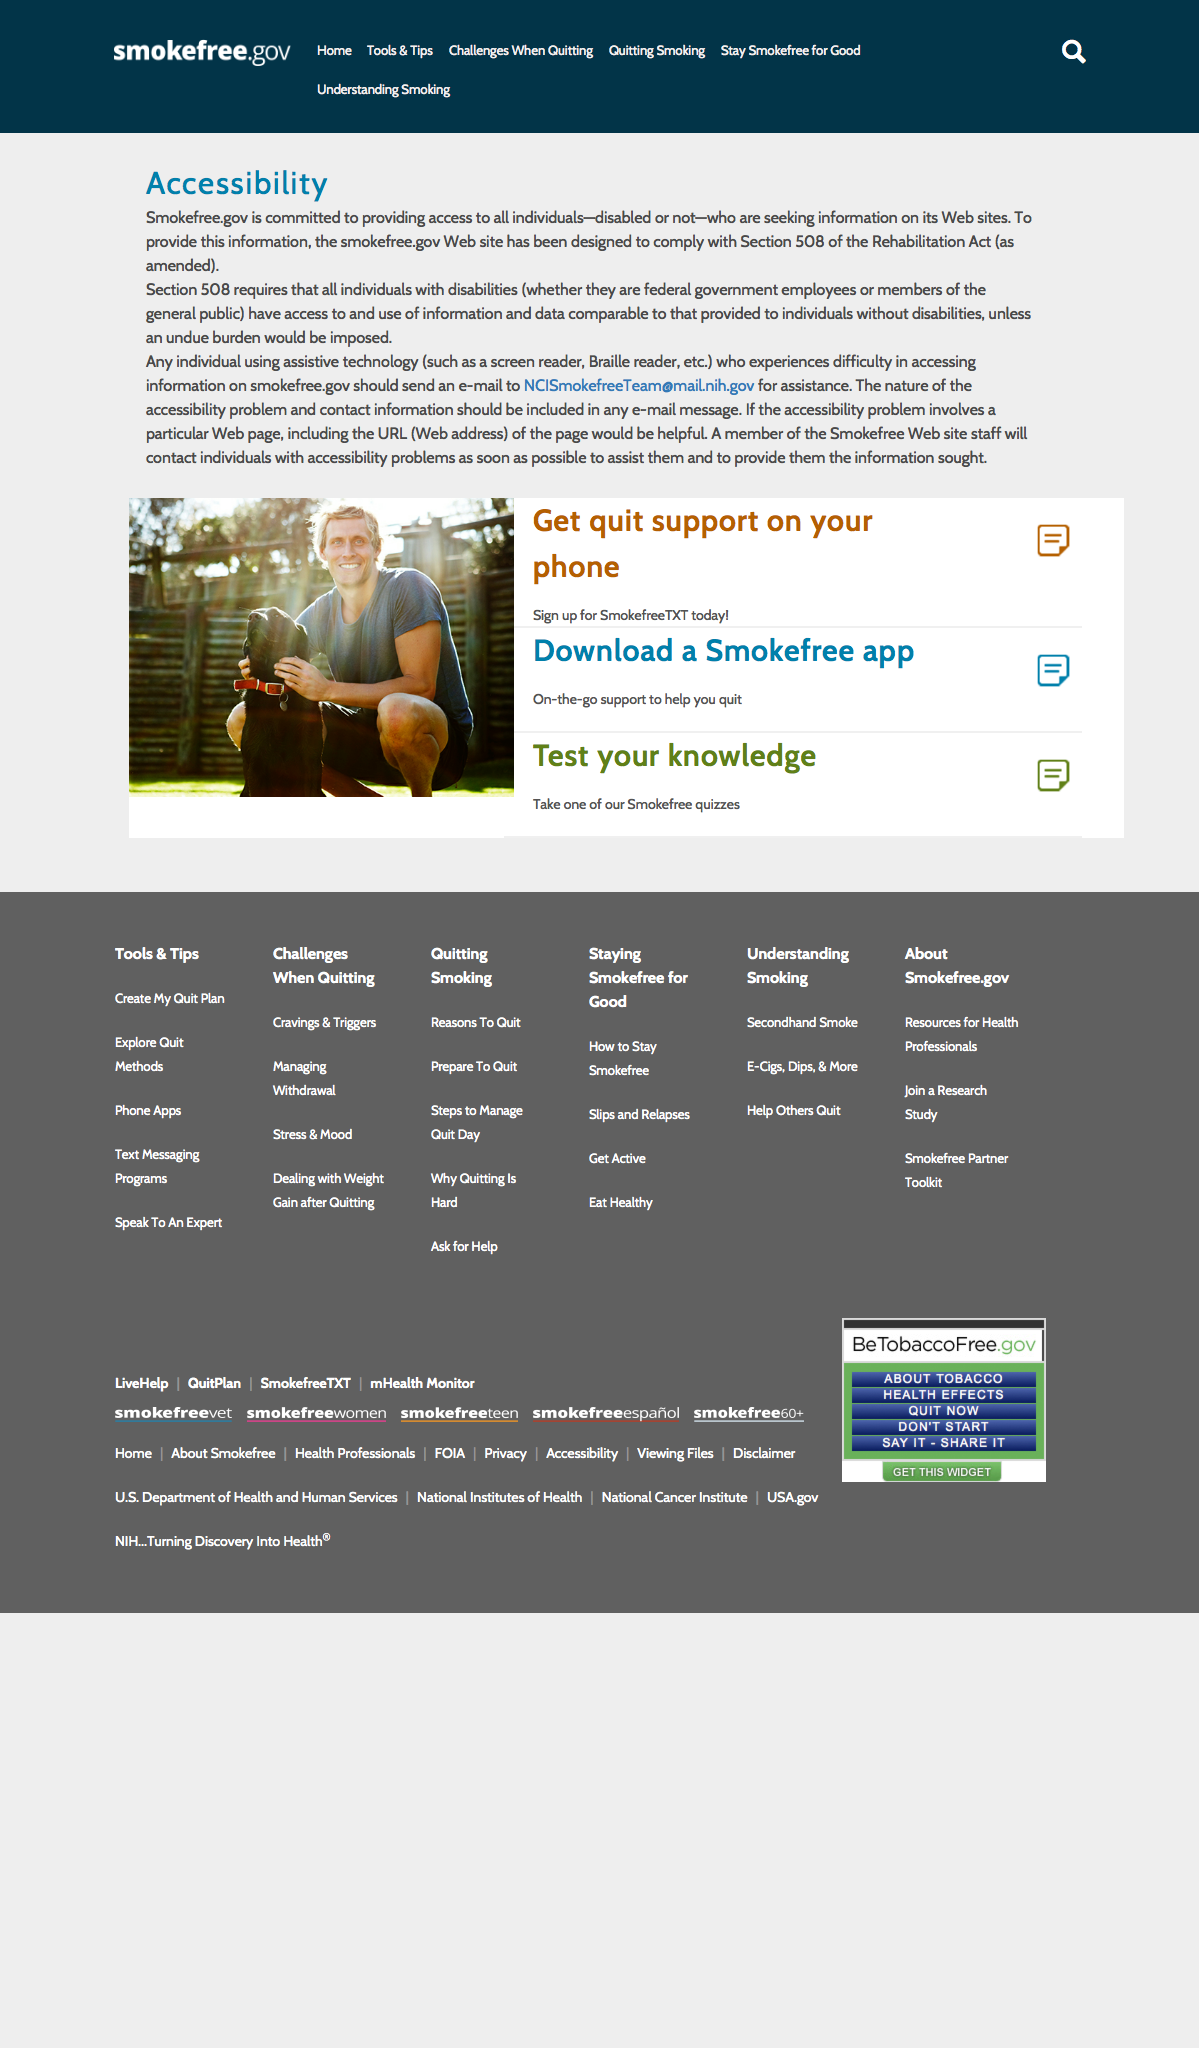 smokefree.gov
Home Tools & Tips Challenges When Quitting Quitting Smoking Stay Smokefree for Good
Understanding Smoking
Accessibility
Smokefree.gov is committed to providing access to all individuals—disabled or not—who are seeking information on its Web sites. To
provide this information, the smokefree.gov Web site has been designed to comply with Section 508 of the Rehabilitation Act (as
amended).
Section 508 requires that all individuals with disabilities (whether they are federal government employees or members of the
general public) have access to and use of information and data comparable to that provided to individuals without disabilities, unless
an undue burden would be imposed.
Any individual using assistive technology (such as a screen reader, Braille reader, etc.) who experiences difficulty in accessing
information on smokefree.gov should send an e-mail to NCISmokefreeTeam@mail.nih.gov for assistance. The nature of the
accessibility problem and contact information should be included in any e-mail message. If the accessibility problem involves a
particular Web page, including the URL (Web address) of the page would be helpful. A member of the Smokefree Web site staff will
contact individuals with accessibility problems as soon as possible to assist them and to provide them the information sought.
Get quit support on your
phone
Sign up for SmokefreeTXT today!
Download a Smokefree app
On-the-go support to help you quit
Test your knowledge
Take one of our Smokefree quizzes
Tools & Tips
Create My Quit Plan
Explore Quit
Methods
Phone Apps
Text Messaging
Programs
Speak To An Expert
Challenges
When Quitting
Cravings & Triggers
Managing
Withdrawal
Stress & Mood
Dealing with Weight
Gain after Quitting
Quitting
Smoking
Reasons To Quit
Prepare To Quit
Steps to Manage
Quit Day
Why Quitting Is
Hard
Ask for Help
Staying
Smokefree for
Good
How to Stay
Smokefree
Slips and Relapses
Get Active
Eat Healthy
Understanding
Smoking
Secondhand Smoke
E-Cigs, Dips, & More
Help Others Quit
About
Smokefree.gov
Resources for Health
Professionals
Join a Research
Study
Smokefree Partner
Toolkit
LiveHelp | QuitPlan | SmokefreeTXT | mHealth Monitor
smokefreevet smokefreewomen smokefreeteen smokefreeespañol smokefree60+
Home | About Smokefree | Health Professionals | FOIA | Privacy | Accessibility | Viewing Files | Disclaimer
U.S. Department of Health and Human Services | National Institutes of Health | National Cancer Institute | USA.gov
NIH...Turning Discovery Into Health®
BeTobaccoFree.gov
ABOUT TOBACCO
HEALTH EFFECTS
QUIT NOW
DON'T START
SAY IT - SHARE IT
GET THIS WIDGET